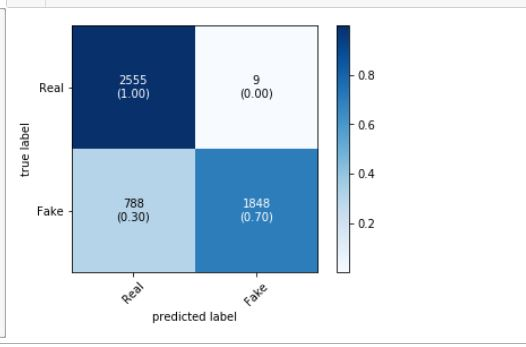 2555
(1.00)
9
(0.00)
0.8
Real
true label
0.6
0.4
788
(0.30)
1848
(0.70)
Fake
0.2
Real
Fake
predicted label